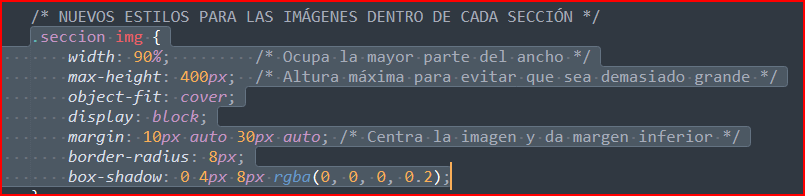 /* NUEVOS ESTILOS PARA LAS IMÁGENES DENTRO DE CADA SECCIÓN */
.seccion img {
width: 90%; /* Ocupa la mayor parte del ancho */
max-height: 400px; /* Altura máxima para evitar que sea demasiado grande */
object-fit: cover;
display: block;
margin: 10px auto 30px auto; /* Centra la imagen y da margen inferior */
border-radius: 8px;
box-shadow: 0 4px 8px rgba(0, 0, 0, 0.2);
}